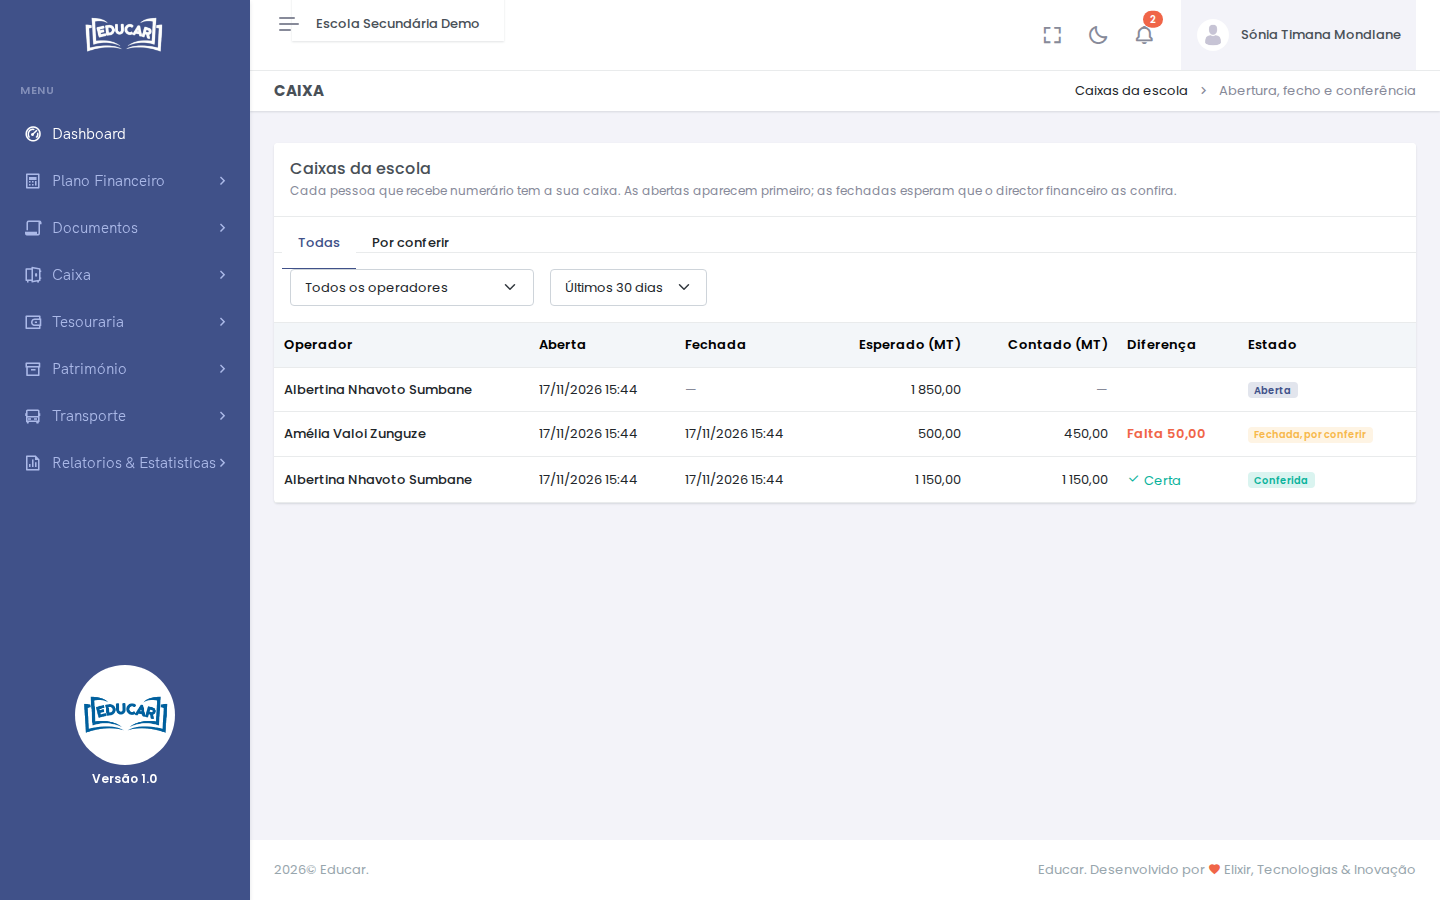 EDUCAR
Escola Secundária Demo
2
Sónia Timana Mondlane
MENU
Dashboard
Plano Financeiro
Documentos
Caixa
Tesouraria
Património
Transporte
Relatorios & Estatisticas
EDUCAR
Versão 1.0
CAIXA
Caixas da escola > Abertura, fecho e conferência
Caixas da escola
Cada pessoa que recebe numerário tem a sua caixa. As abertas aparecem primeiro; as fechadas esperam que o director financeiro as confira.
Todas Por conferir
Todos os operadores Últimos 30 dias
Operador Aberta Fechada Esperado (MT) Contado (MT) Diferença Estado
Albertina Nhavoto Sumbane 17/11/2026 15:44 — 1 850,00 — Aberta
Amélia Valoi Zunguze 17/11/2026 15:44 17/11/2026 15:44 500,00 450,00 Falta 50,00 Fechada, por conferir
Albertina Nhavoto Sumbane 17/11/2026 15:44 17/11/2026 15:44 1 150,00 1 150,00 Certa Conferida
2026© Educar.
Educar. Desenvolvido por ♥ Elixir, Tecnologias & Inovação